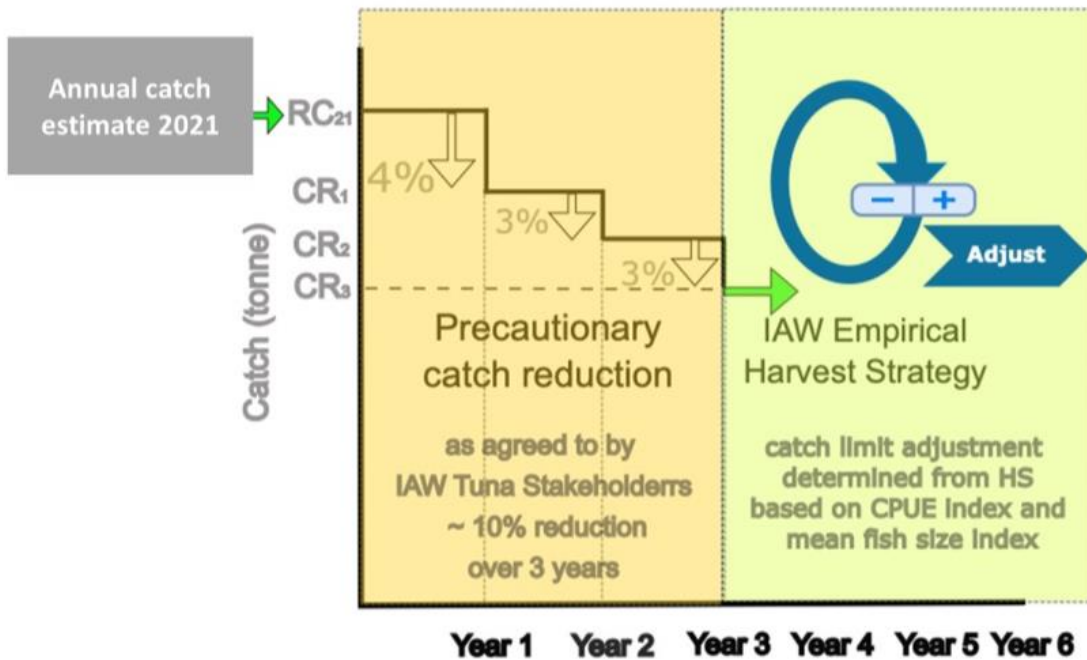 Annual catch
estimate 2021
RC21
CR1
CR2
CR3
Catch (tonne)
4%
3%
3%
Precautionary
catch reduction
as agreed to by
IAW Tuna Stakeholderrs
~ 10% reduction
over 3 years
− +
Adjust
IAW Empirical
Harvest Strategy
catch limit adjustment
determined from HS
based on CPUE index and
mean fish size index
Year 1 Year 2 Year 3 Year 4 Year 5 Year 6